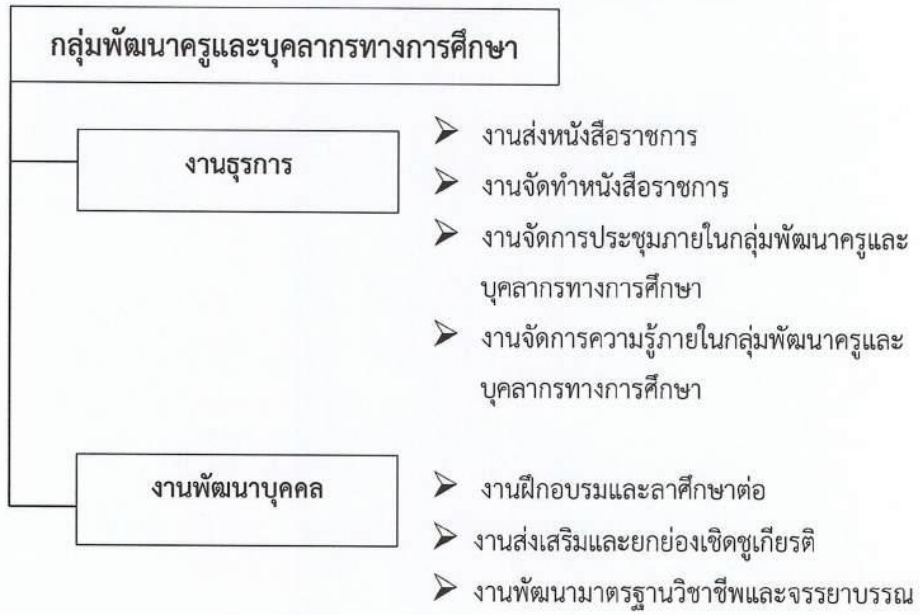 กลุ่มพัฒนาครูและบุคลากรทางการศึกษา
งานธุรการ
➢ งานส่งหนังสือราชการ
➢ งานจัดทำหนังสือราชการ
➢ งานจัดการประชุมภายในกลุ่มพัฒนาครูและ
บุคลากรทางการศึกษา
➢ งานจัดการความรู้ภายในกลุ่มพัฒนาครูและ
บุคลากรทางการศึกษา
งานพัฒนาบุคคล
➢ งานฝึกอบรมและลาศึกษาต่อ
➢ งานส่งเสริมและยกย่องเชิดชูเกียรติ
➢ งานพัฒนามาตรฐานวิชาชีพและจรรยาบรรณ